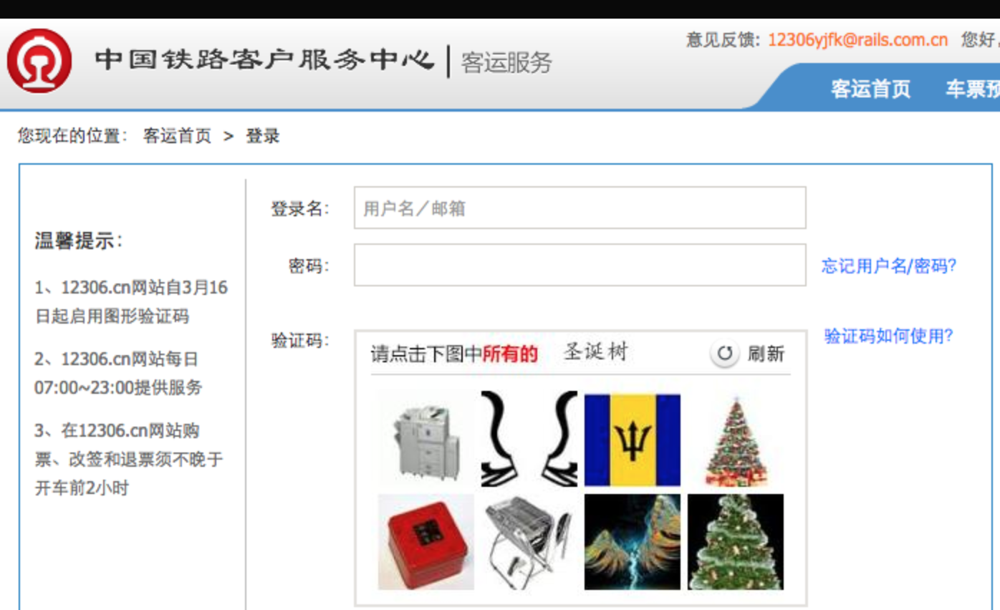 中国铁路客户服务中心 | 客运服务
意见反馈: 12306yjfk@rails.com.cn 您好,
客运首页 车票预
您现在的位置: 客运首页 > 登录
温馨提示:
1、12306.cn网站自3月16
日起启用图形验证码
2、12306.cn网站每日
07:00~23:00提供服务
3、在12306.cn网站购
票、改签和退票须不晚于
开车前2小时
登录名: 用户名/邮箱
密码: 忘记用户名/密码?
验证码: 请点击下图中所有的 圣诞树 刷新 验证码如何使用?